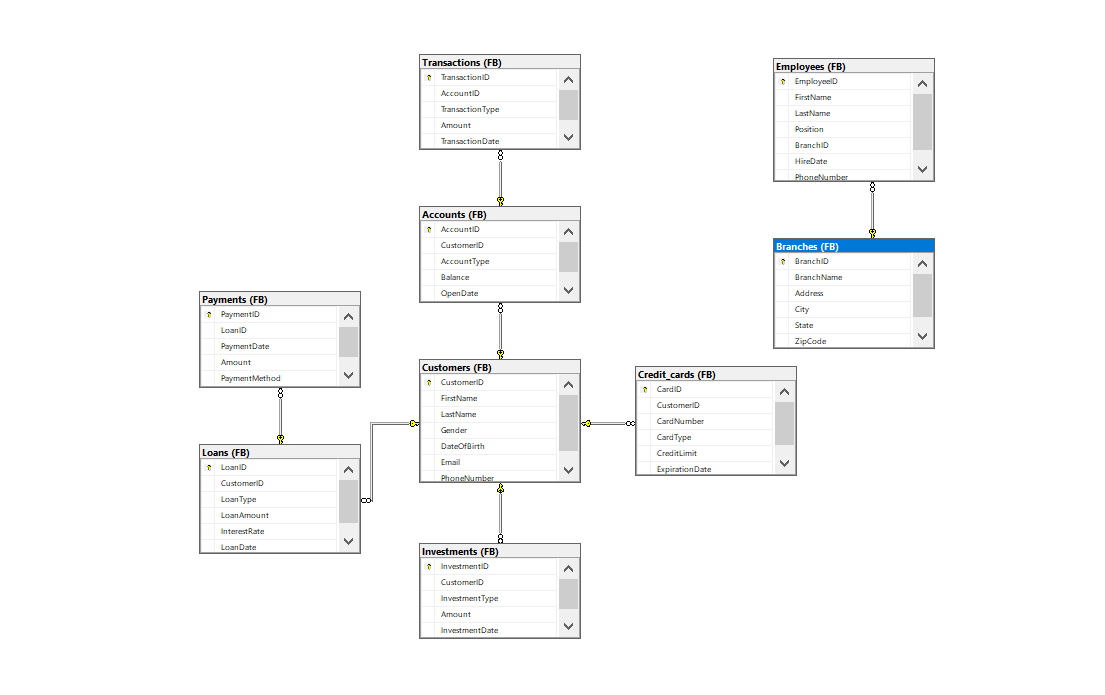 Transactions (FB)
TransactionID
AccountID
TransactionType
Amount
TransactionDate
Employees (FB)
EmployeeID
FirstName
LastName
Position
BranchID
HireDate
PhoneNumber
Accounts (FB)
AccountID
CustomerID
AccountType
Balance
OpenDate
Branches (FB)
BranchID
BranchName
Address
City
State
ZipCode
Payments (FB)
PaymentID
LoanID
PaymentDate
Amount
PaymentMethod
Customers (FB)
CustomerID
FirstName
LastName
Gender
DateOfBirth
Email
PhoneNumber
Credit_cards (FB)
CardID
CustomerID
CardNumber
CardType
CreditLimit
ExpirationDate
Loans (FB)
LoanID
CustomerID
LoanType
LoanAmount
InterestRate
LoanDate
Investments (FB)
InvestmentID
CustomerID
InvestmentType
Amount
InvestmentDate